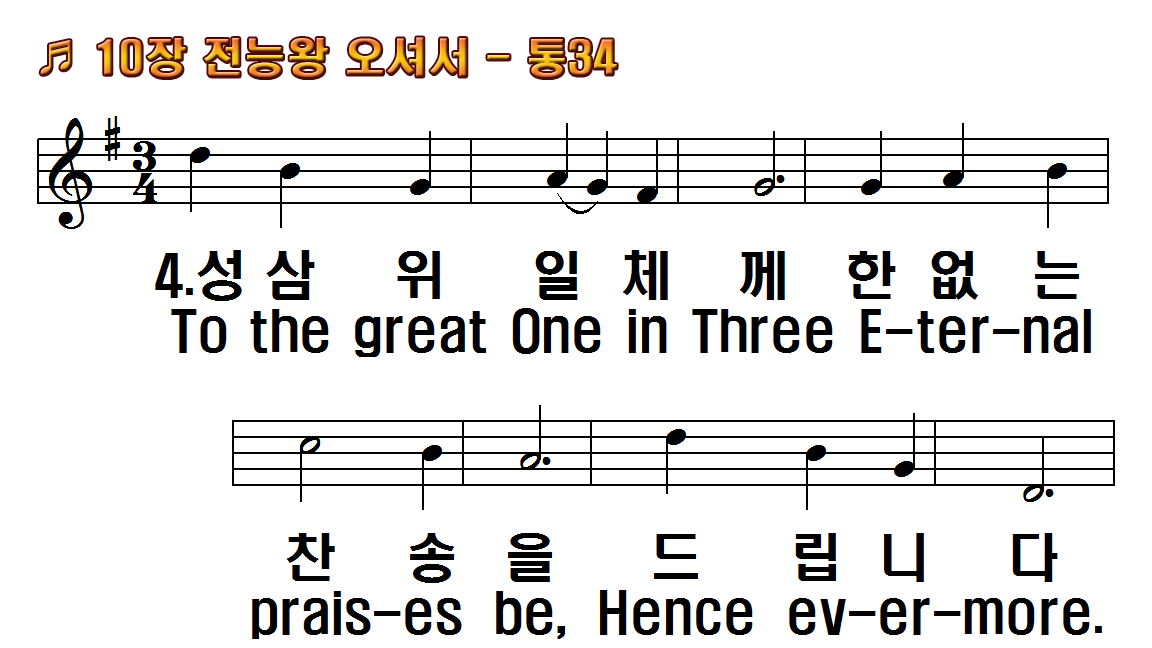 ♬ 10장 전능왕 오셔서 - 통34
3
4
4.성 삼 위 일 체 께 한 없 는
To the great One in Three E-ter-nal
찬 송 을 드 립 니 다
prais-es be, Hence ev-er-more.